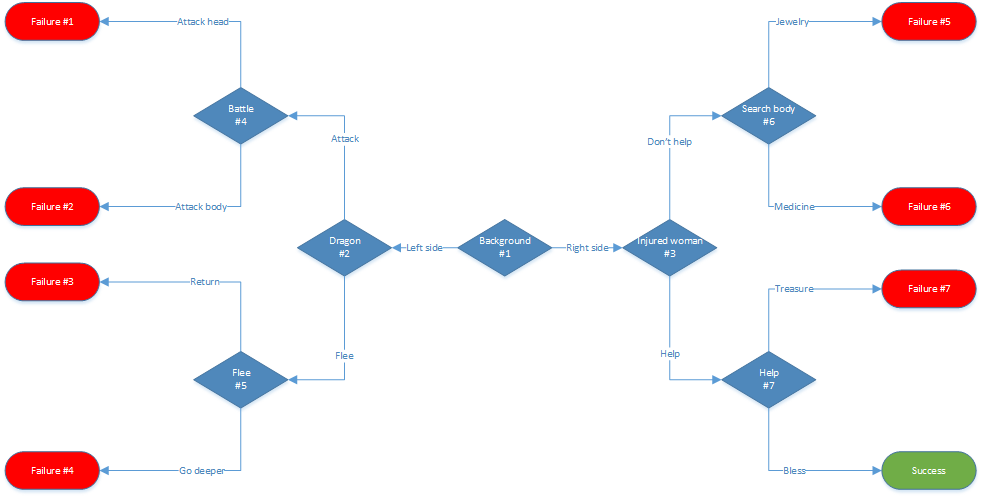 Failure #1
Attack head
Jewelry
Failure #5
Battle
#4
Search body
#6
Attack
Don't help
Failure #2
Attack body
Medicine
Failure #6
Dragon
#2
Left side
Background
#1
Right side
Injured woman
#3
Failure #3
Return
Treasure
Failure #7
Flee
Help
Flee
#5
Help
#7
Failure #4
Go deeper
Bless
Success